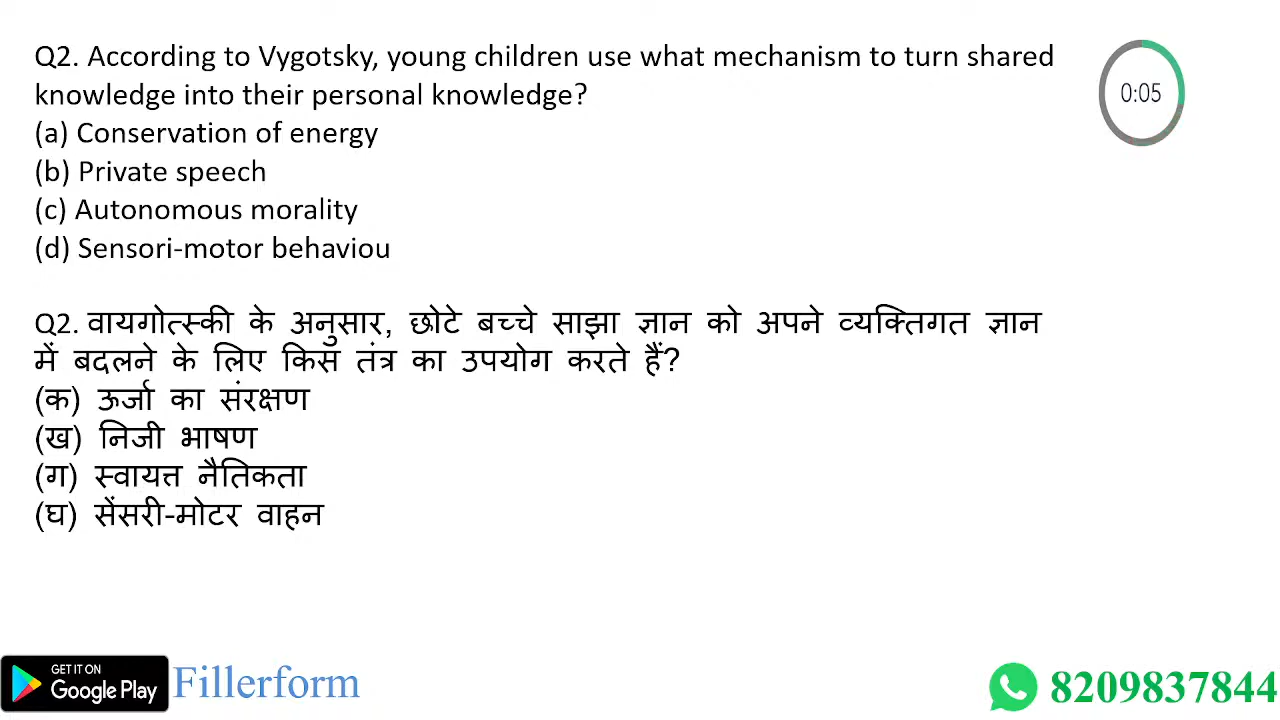 Q2. According to Vygotsky, young children use what mechanism to turn shared
knowledge into their personal knowledge?
0:05
(a) Conservation of energy
(b) Private speech
(c) Autonomous morality
(d) Sensori-motor behaviou
Q2. वायगोत्स्की के अनुसार, छोटे बच्चे साझा ज्ञान को अपने व्यक्तिगत ज्ञान
में बदलने के लिए किस तंत्र का उपयोग करते हैं?
(क) ऊर्जा का संरक्षण
(ख) निजी भाषण
(ग) स्वायत्त नैतिकता
(घ) सेंसरी-मोटर वाहन
GET IT ON
Google Play
Fillerform
8209837844